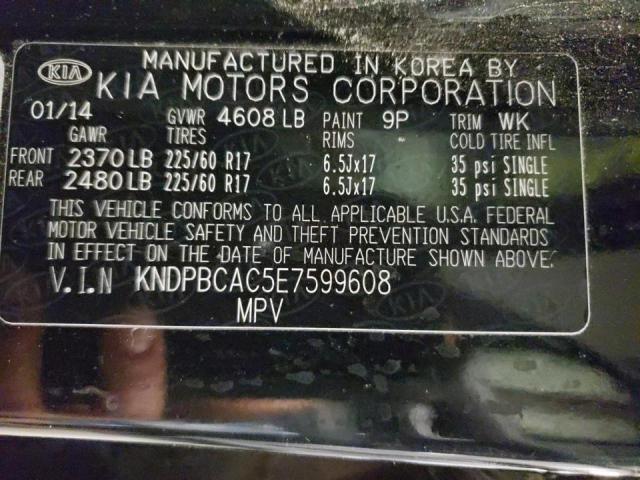 KIA MANUFACTURED IN KOREA BY
KIA MOTORS CORPORATION
01/14 GVWR 4608 LB PAINT 9P TRIM WK
GAWR TIRES RIMS COLD TIRE INFL
FRONT 2370 LB 225/60 R17 6.5Jx17 35 psi SINGLE
REAR 2480 LB 225/60 R17 6.5Jx17 35 psi SINGLE
THIS VEHICLE CONFORMS TO ALL APPLICABLE U.S.A. FEDERAL
MOTOR VEHICLE SAFETY AND THEFT PREVENTION STANDARDS
IN EFFECT ON THE DATE OF MANUFACTURE SHOWN ABOVE.
V.I.N KNDPBCAC5E7599608
MPV